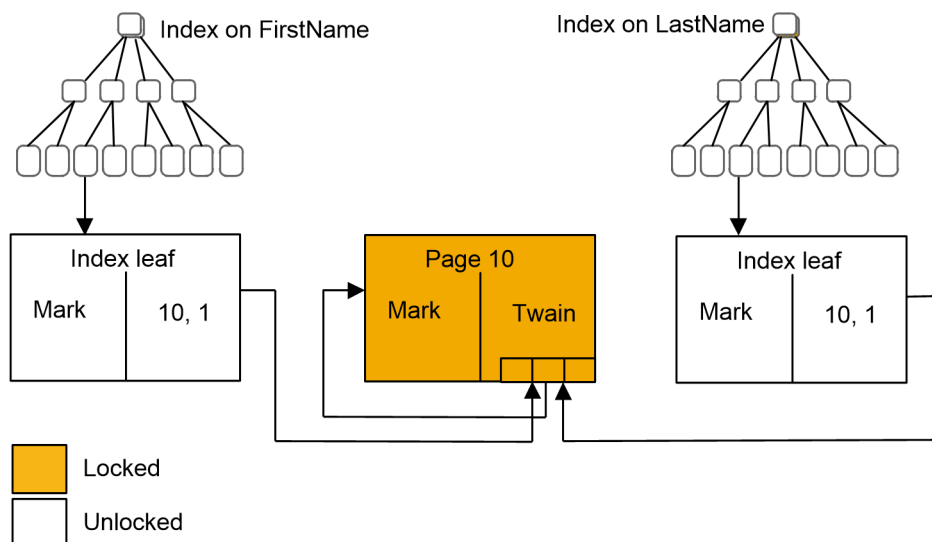 Index on FirstName
Index on LastName
Index leaf
Mark
10, 1
Page 10
Mark
Twain
Index leaf
Mark
10, 1
Locked
Unlocked